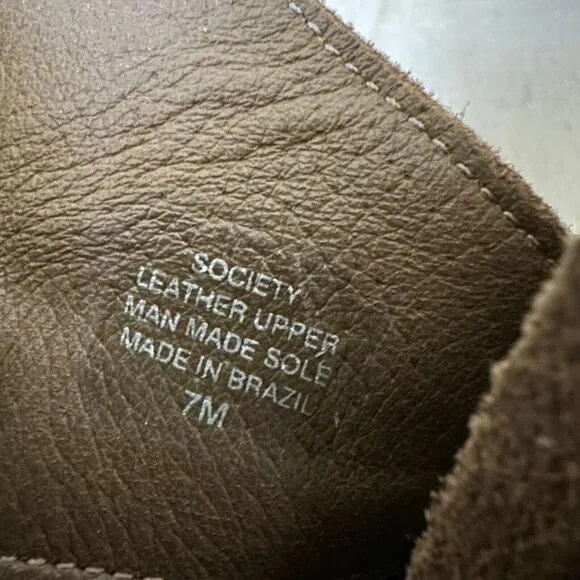 SOCIETY
LEATHER UPPER
MAN MADE SOLE
MADE IN BRAZIL
7M